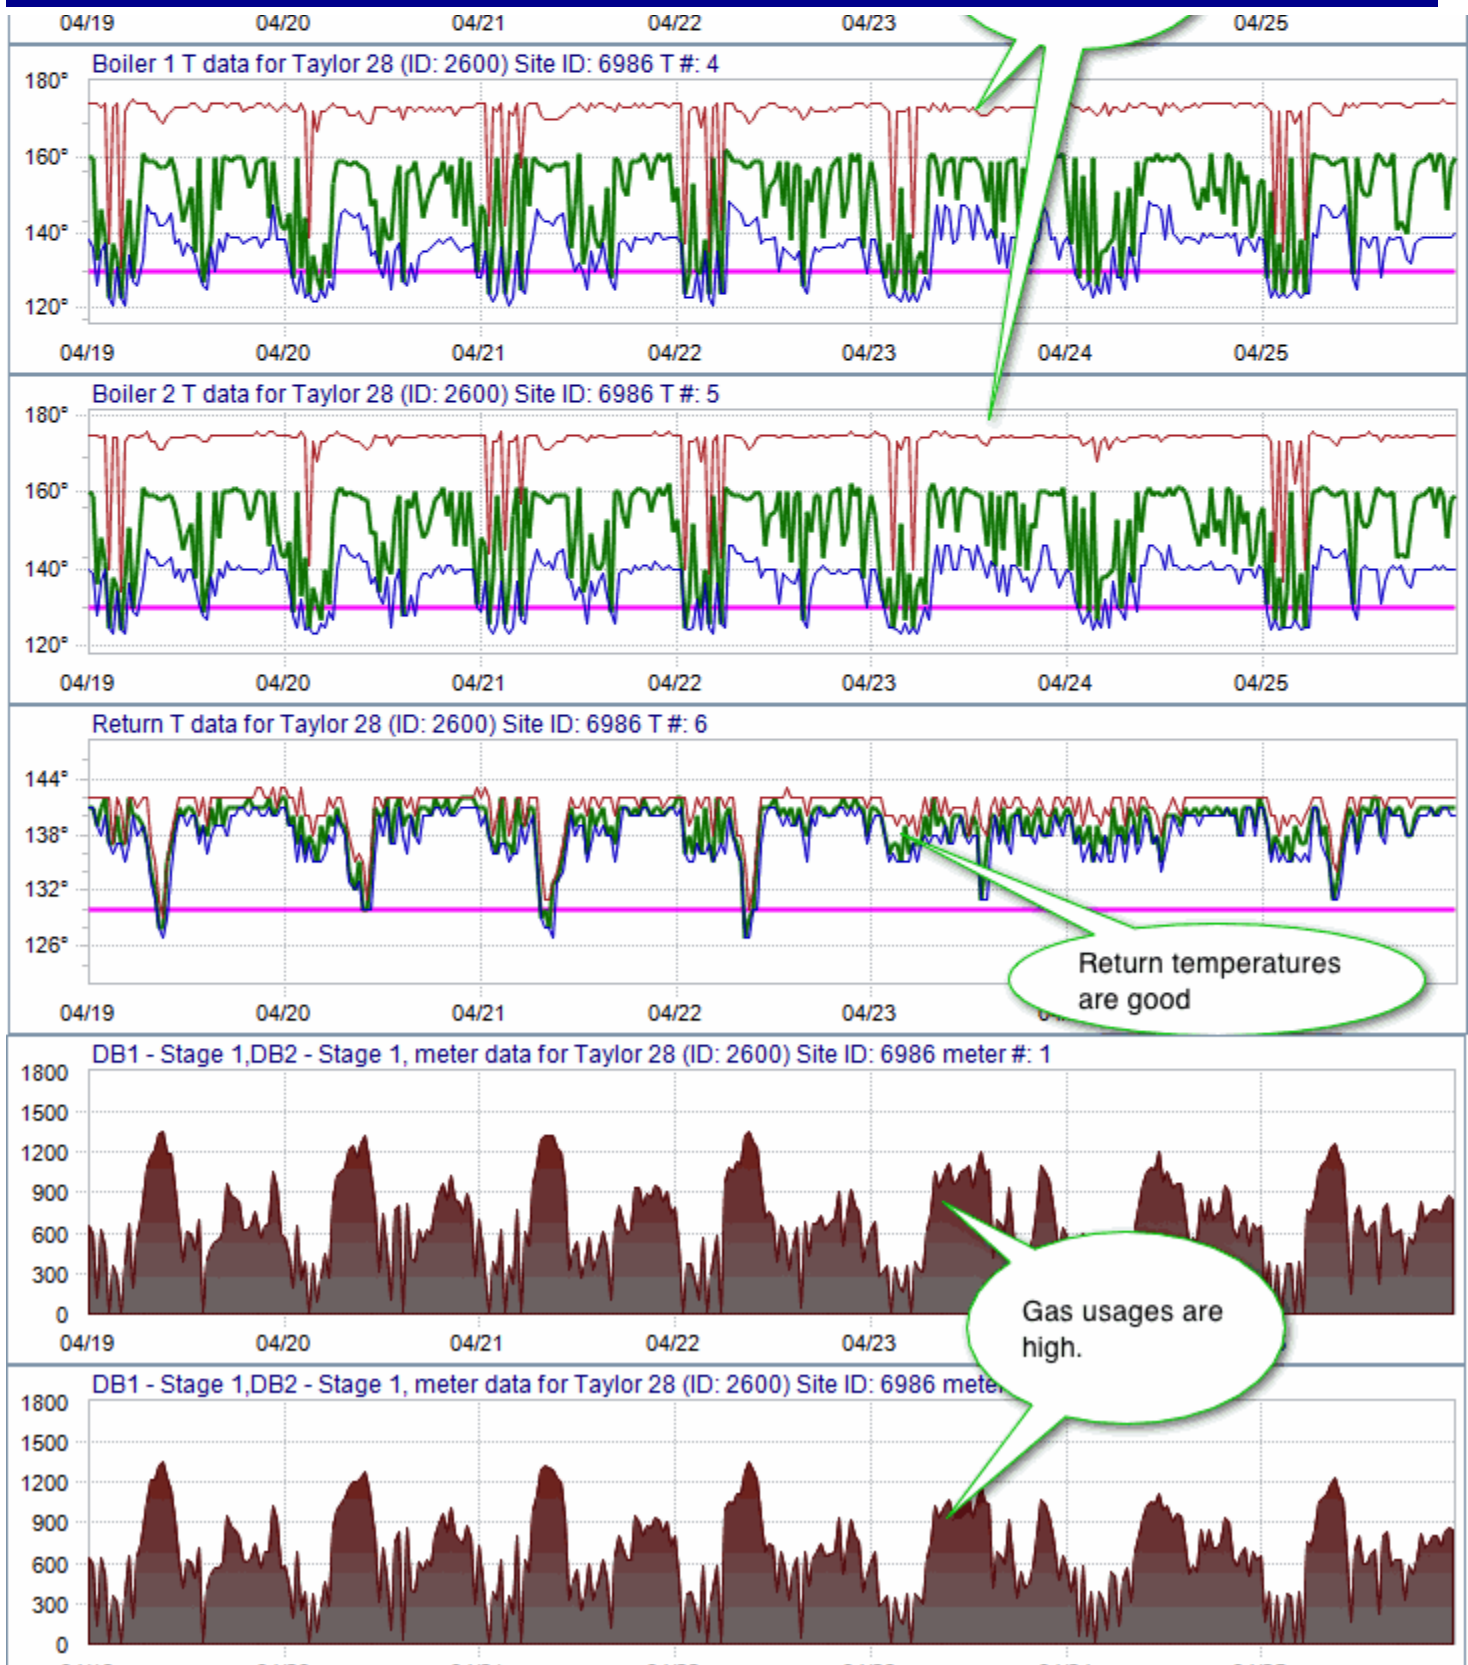 04/19 04/20 04/21 04/22 04/23 04/25
Boiler 1 T data for Taylor 28 (ID: 2600) Site ID: 6986 T #: 4
180°
160°
140°
120°
04/19 04/20 04/21 04/22 04/23 04/24 04/25
Boiler 2 T data for Taylor 28 (ID: 2600) Site ID: 6986 T #: 5
180°
160°
140°
120°
04/19 04/20 04/21 04/22 04/23 04/24 04/25
Return T data for Taylor 28 (ID: 2600) Site ID: 6986 T #: 6
144°
138°
132°
126°
Return temperatures
are good
04/19 04/20 04/21 04/22 04/23
DB1 - Stage 1,DB2 - Stage 1, meter data for Taylor 28 (ID: 2600) Site ID: 6986 meter #: 1
1800
1500
1200
900
600
300
0
Gas usages are
high.
04/19 04/20 04/21 04/22 04/23
DB1 - Stage 1,DB2 - Stage 1, meter data for Taylor 28 (ID: 2600) Site ID: 6986
1800
1500
1200
900
600
300
0